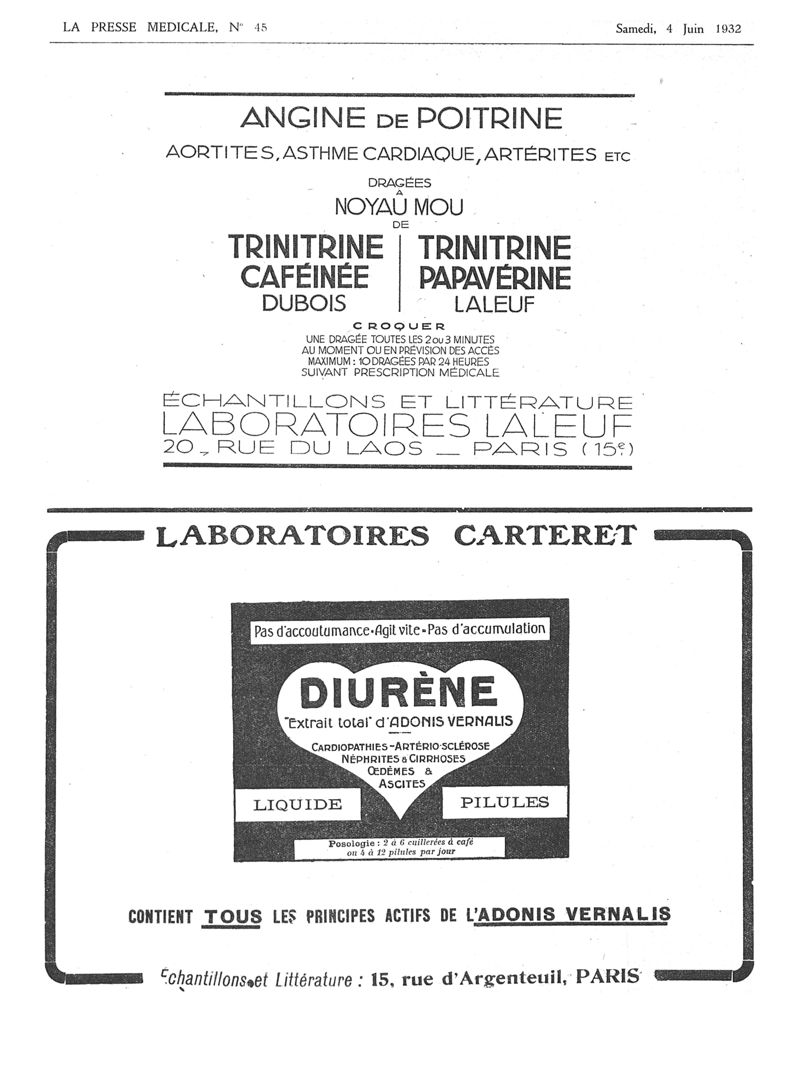 LA PRESSE MEDICALE, N° 45
Samedi, 4 Juin 1932
ANGINE DE POITRINE
AORTITES, ASTHME CARDIAQUE, ARTÉRITES ETC
DRAGÉES
À
NOYAU MOU
DE
TRINITRINE
CAFÉINÉE
DUBOIS
TRINITRINE
PAPAVÉRINE
LALEUF
CROQUER
UNE DRAGÉE TOUTES LES 2 OU 3 MINUTES
AU MOMENT OU EN PRÉVISION DES ACCÈS
MAXIMUM : 10 DRAGÉES PAR 24 HEURES
SUIVANT PRESCRIPTION MÉDICALE
ÉCHANTILLONS ET LITTÉRATURE
LABORATOIRES LALEUF
20, RUE DU LAOS — PARIS (15e)
LABORATOIRES CARTERET
Pas d'accoutumance - Agit vite - Pas d'accumulation
DIURÈNE
"Extrait total" d'ADONIS VERNALIS
CARDIOPATHIES - ARTÉRIO-SCLÉROSE
NÉPHRITES & CIRRHOSES
ŒDÈMES &
ASCITES
LIQUIDE
PILULES
Posologie : 2 à 6 cuillerées à café
ou 4 à 12 pilules par jour
CONTIENT TOUS LES PRINCIPES ACTIFS DE L'ADONIS VERNALIS
Échantillons et Littérature : 15, rue d'Argenteuil, PARIS